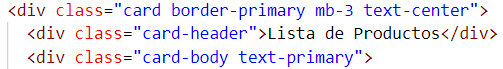 <div class="card border-primary mb-3 text-center">
<div class="card-header">Lista de Productos</div>
<div class="card-body text-primary">